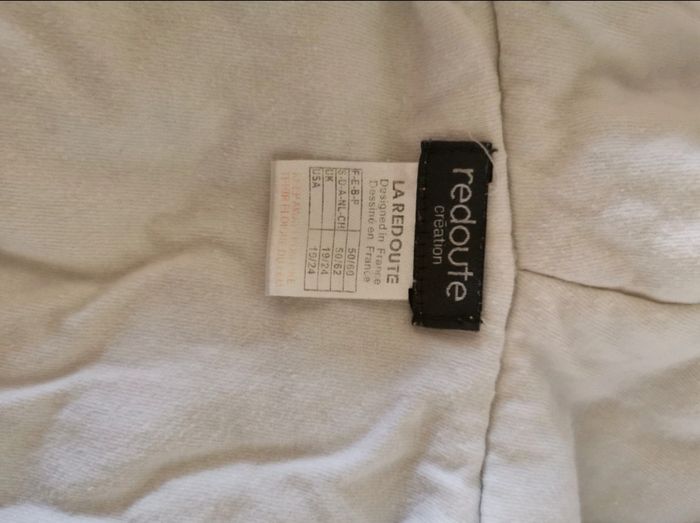 redoute
création
LA REDOUTE
Designed in France
Dessiné en France
F-E-B-P 50/60
S-D-A-NL-CH 50/62
UK 19/24
USA 19/24